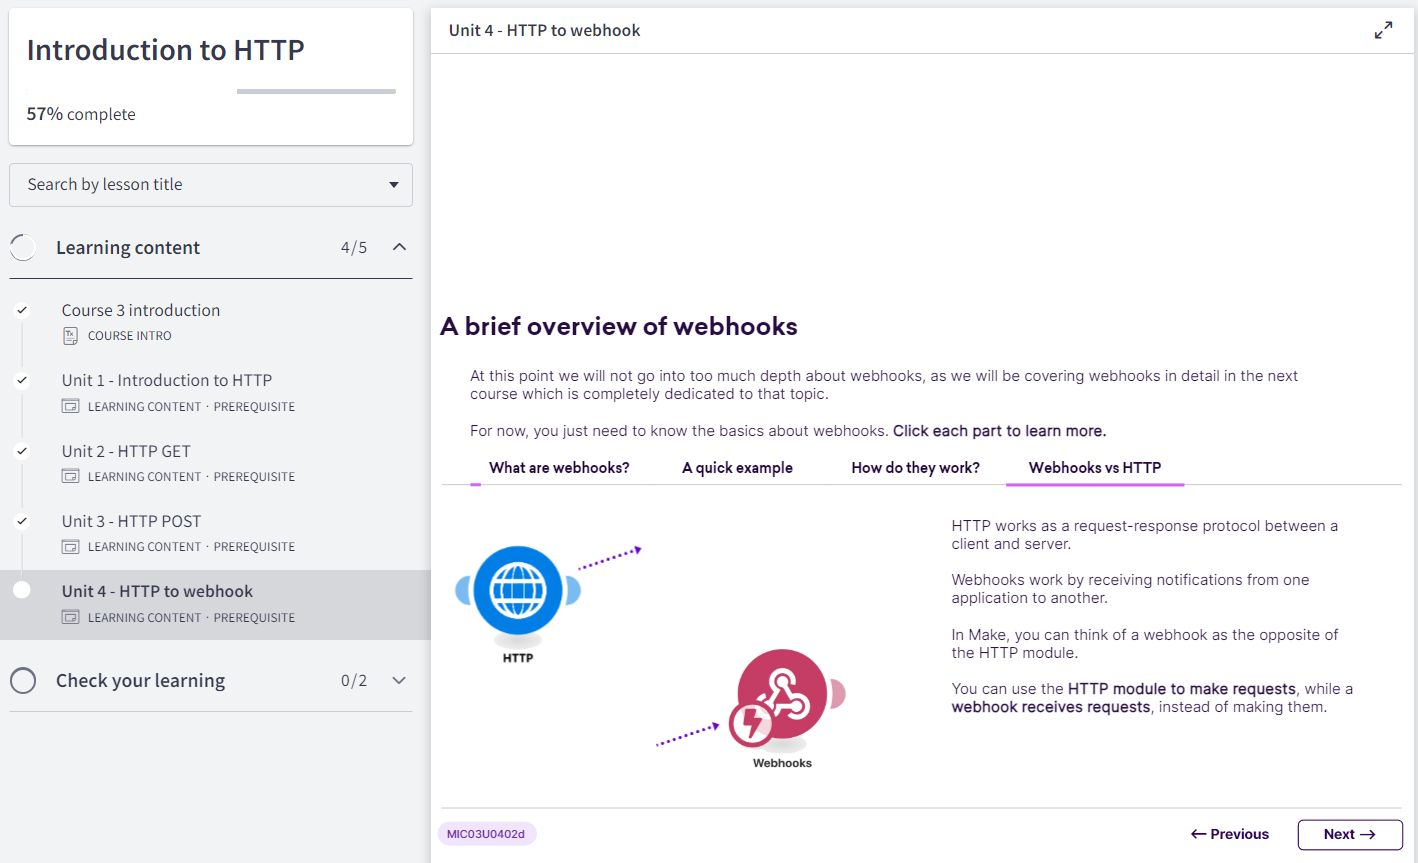 Introduction to HTTP
57% complete
Search by lesson title
Learning content 4/5
Course 3 introduction
COURSE INTRO
Unit 1 - Introduction to HTTP
LEARNING CONTENT · PREREQUISITE
Unit 2 - HTTP GET
LEARNING CONTENT · PREREQUISITE
Unit 3 - HTTP POST
LEARNING CONTENT · PREREQUISITE
Unit 4 - HTTP to webhook
LEARNING CONTENT · PREREQUISITE
Check your learning 0/2
Unit 4 - HTTP to webhook
A brief overview of webhooks
At this point we will not go into too much depth about webhooks, as we will be covering webhooks in detail in the next
course which is completely dedicated to that topic.
For now, you just need to know the basics about webhooks. Click each part to learn more.
What are webhooks? A quick example How do they work? Webhooks vs HTTP
HTTP
Webhooks
HTTP works as a request-response protocol between a
client and server.
Webhooks work by receiving notifications from one
application to another.
In Make, you can think of a webhook as the opposite of
the HTTP module.
You can use the HTTP module to make requests, while a
webhook receives requests, instead of making them.
MIC03U0402d
← Previous Next →